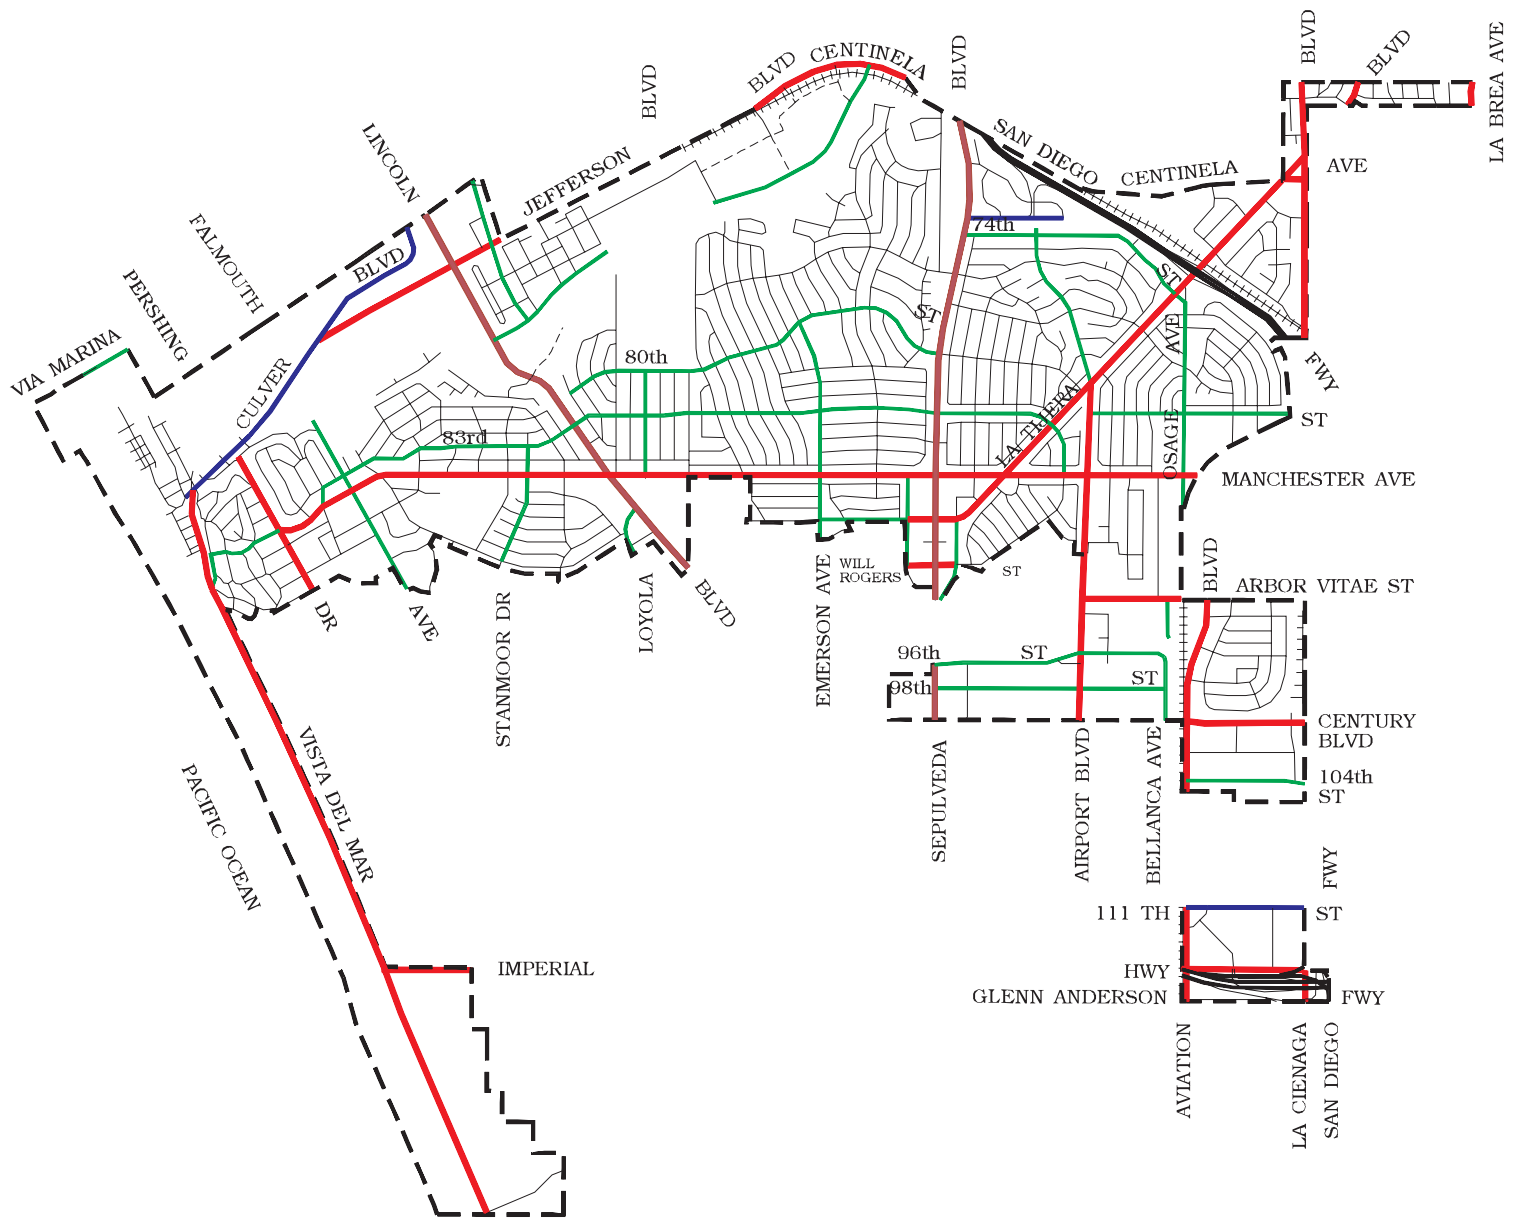 BLVD
BLVD
LA BREA AVE
BLVD
CENTINELA
BLVD
BLVD
LINCOLN
SAN DIEGO
CENTINELA
AVE
JEFFERSON
FALMOUTH
BLVD
74th
ST
PERSHING
ST
AVE
VIA MARINA
80th
FWY
CULVER
LA TIJERA
OSAGE
ST
83rd
MANCHESTER AVE
WILL
ROGERS
ST
BLVD
ARBOR VITAE ST
DR
AVE
STANMOOR DR
LOYOLA
BLVD
EMERSON AVE
96th
ST
98th
ST
CENTURY
BLVD
104th
ST
VISTA DEL MAR
PACIFIC OCEAN
SEPULVEDA
AIRPORT BLVD
BELLANCA AVE
FWY
111 TH
ST
IMPERIAL
HWY
GLENN ANDERSON
FWY
AVIATION
LA CIENAGA
SAN DIEGO